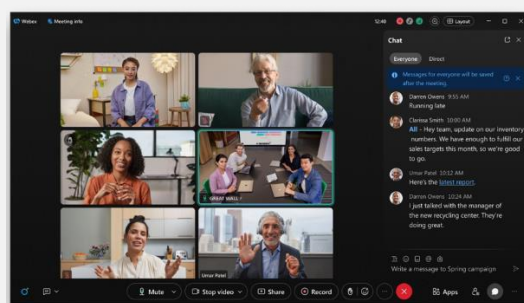 Webex Meeting info
52:46
Layout
Chat
Everyone Direct
Messages for everyone will be saved
after the meeting.
Darren Owens 9:55 AM
Running late
Clarissa Smith 10:00 AM
All - Hey team, update on our inventory
numbers. We have enough to fulfill our
sales targets this month, so we're good
to go.
Umar Patel 10:12 AM
Here's the latest report.
Darren Owens 10:24 AM
I just talked with the manager of
the new recycling center. They're
doing great.
GREAT WALL
Umar Patel
Write a message to Spring campaign
Mute
Stop video
Share
Record
Apps